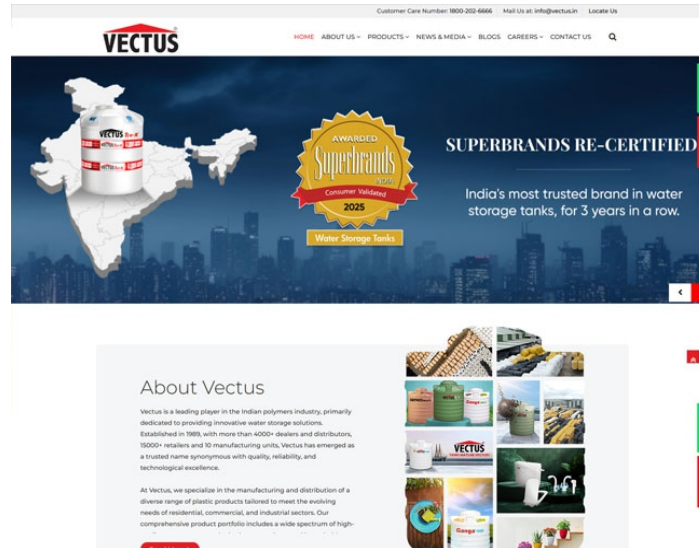 Customer Care Number: 1800-202-6666 Mail Us at: info@vectus.in Locate Us
VECTUS
HOME ABOUT US PRODUCTS NEWS & MEDIA BLOGS CAREERS CONTACT US
VECTUS
AWARDED
Superbrands
INDIA
Consumer Validated
2025
Water Storage Tanks
SUPERBRANDS RE-CERTIFIED
India's most trusted brand in water
storage tanks, for 3 years in a row.
About Vectus
Vectus is a leading player in the Indian polymers industry, primarily
dedicated to providing innovative water storage solutions.
Established in 1989, with more than 4000+ dealers and distributors,
15000+ retailers and 10 manufacturing units, Vectus has emerged as
a trusted name synonymous with quality, reliability, and
technological excellence.
At Vectus, we specialize in the manufacturing and distribution of a
diverse range of plastic products tailored to meet the evolving
needs of residential, commercial, and industrial sectors. Our
comprehensive product portfolio includes a wide spectrum of high-
Ganga
VECTUS
Ganga